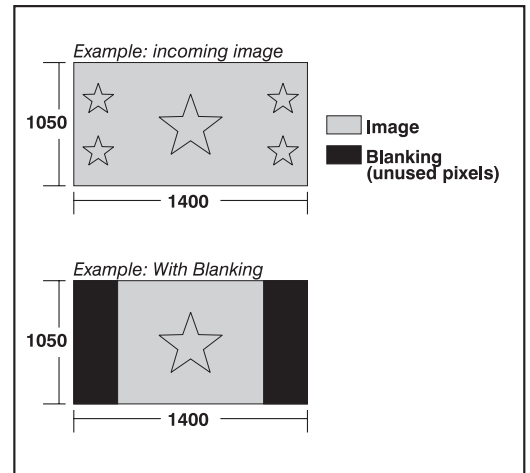 Example: incoming image
1050
Image
Blanking
(unused pixels)
1400
Example: With Blanking
1050
1400